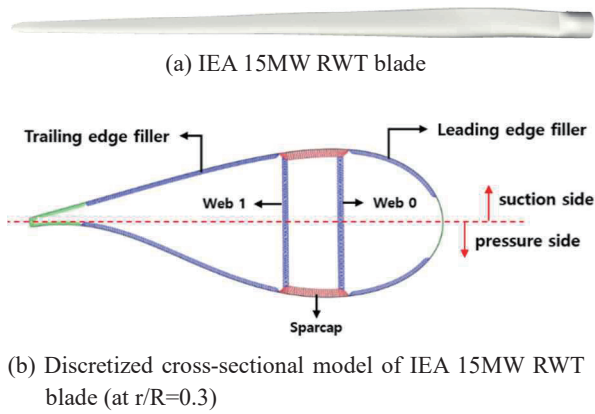 (a) IEA 15MW RWT blade
Trailing edge filler
Leading edge filler
Web 1
Web 0
suction side
pressure side
Sparcap
(b) Discretized cross-sectional model of IEA 15MW RWT
blade (at r/R=0.3)